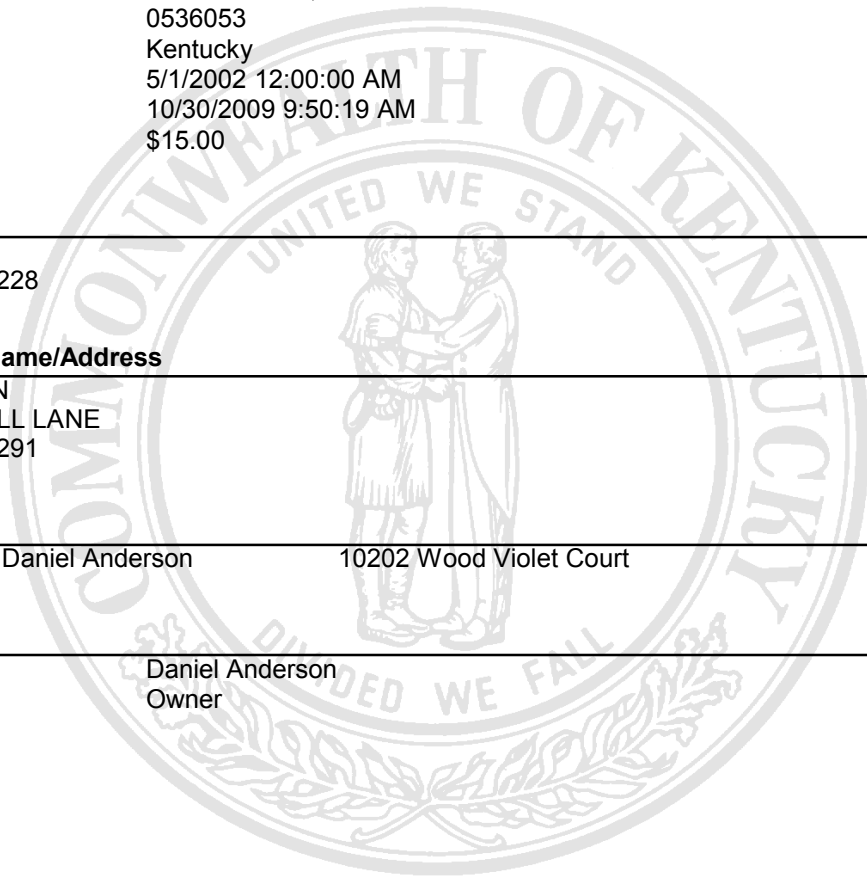 0536053
Kentucky
5/1/2002 12:00:00 AM
10/30/2009 9:50:19 AM
$15.00
228
ame/Address
N
LL LANE
291
Daniel Anderson 10202 Wood Violet Court
Daniel Anderson
Owner
COMMONWEALTH OF KENTUCKY
UNITED WE STAND
DIVIDED WE FALL